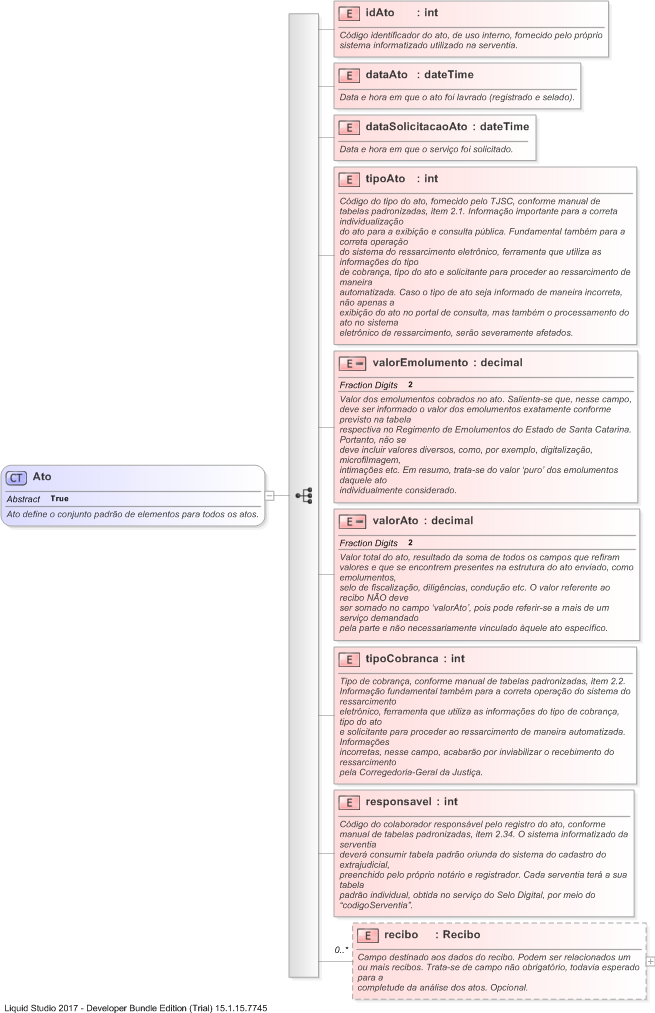 E idAto : int
Código identificador do ato, de uso interno, fornecido pelo próprio
sistema informatizado utilizado na serventia.
E dataAto : dateTime
Data e hora em que o ato foi lavrado (registrado e selado).
E dataSolicitacaoAto : dateTime
Data e hora em que o serviço foi solicitado.
E tipoAto : int
Código do tipo do ato, fornecido pelo TJSC, conforme manual de
tabelas padronizadas, item 2.1. Informação importante para a correta
individualização
do ato para a exibição e consulta pública. Fundamental também para a
correta operação
do sistema do ressarcimento eletrônico, ferramenta que utiliza as
informações do tipo
de cobrança, tipo do ato e solicitante para proceder ao ressarcimento de
maneira
automatizada. Caso o tipo de ato seja informado de maneira incorreta,
não apenas a
exibição do ato no portal de consulta, mas também o processamento do
ato no sistema
eletrônico de ressarcimento, serão severamente afetados.
E valorEmolumento : decimal
Fraction Digits 2
Valor dos emolumentos cobrados no ato. Salienta-se que, nesse campo,
deve ser informado o valor dos emolumentos exatamente conforme
previsto na tabela
respectiva no Regimento de Emolumentos do Estado de Santa Catarina.
Portanto, não se
deve incluir valores diversos, como, por exemplo, digitalização,
microfilmagem,
intimações etc. Em resumo, trata-se do valor 'puro' dos emolumentos
daquele ato
individualmente considerado.
CT Ato
Abstract True
Ato define o conjunto padrão de elementos para todos os atos.
E valorAto : decimal
Fraction Digits 2
Valor total do ato, resultado da soma de todos os campos que refiram
valores e que se encontrem presentes na estrutura do ato enviado, como
emolumentos,
selo de fiscalização, diligências, condução etc. O valor referente ao
recibo NÃO deve
ser somado no campo 'valorAto', pois pode referir-se a mais de um
serviço demandado
pela parte e não necessariamente vinculado àquele ato específico.
E tipoCobranca : int
Tipo de cobrança, conforme manual de tabelas padronizadas, item 2.2.
Informação fundamental também para a correta operação do sistema do
ressarcimento
eletrônico, ferramenta que utiliza as informações do tipo de cobrança,
tipo do ato
e solicitante para proceder ao ressarcimento de maneira automatizada.
Informações
incorretas, nesse campo, acabarão por inviabilizar o recebimento do
ressarcimento
pela Corregedoria-Geral da Justiça.
E responsavel : int
Código do colaborador responsável pelo registro do ato, conforme
manual de tabelas padronizadas, item 2.34. O sistema informatizado da
serventia
deverá consumir tabela padrão oriunda do sistema do cadastro do
extrajudicial,
preenchido pelo próprio notário e registrador. Cada serventia terá a sua
tabela
padrão individual, obtida no serviço do Selo Digital, por meio do
“codigoServentia”.
E recibo : Recibo
0..*
Campo destinado aos dados do recibo. Podem ser relacionados um
ou mais recibos. Trata-se de campo não obrigatório, todavia esperado
para a
completude da análise dos atos. Opcional.
Liquid Studio 2017 - Developer Bundle Edition (Trial) 15.1.15.7745